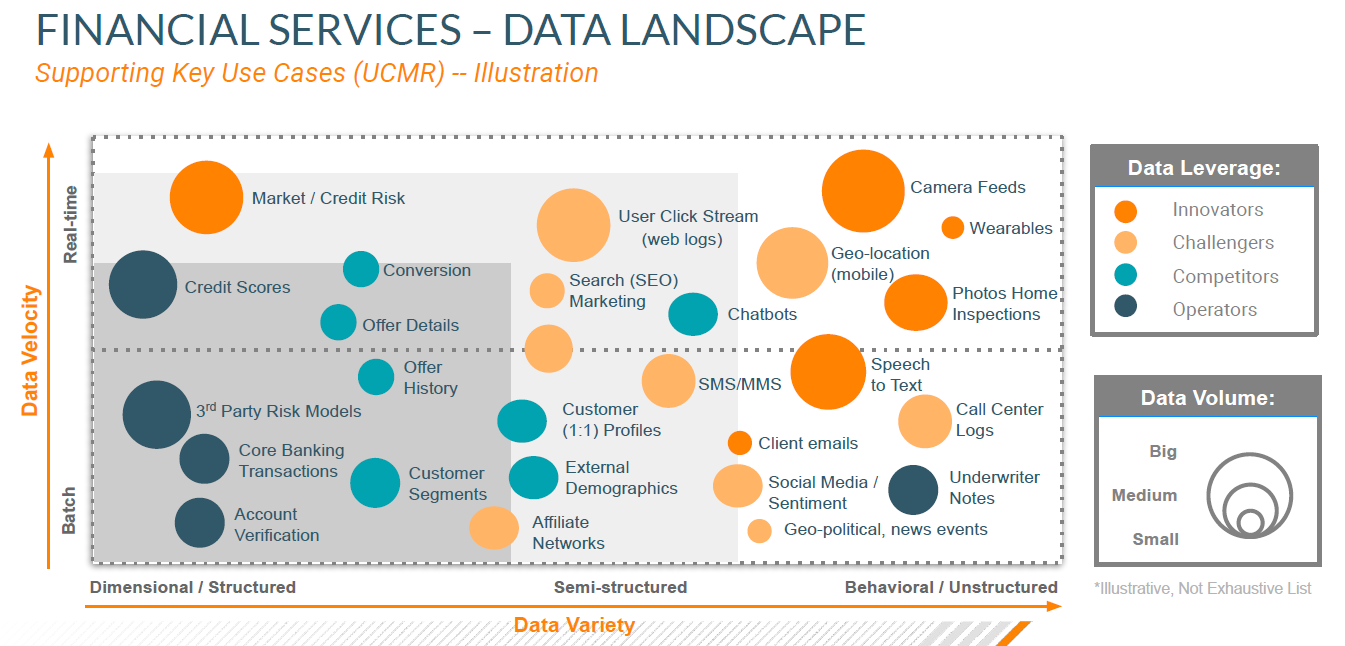 FINANCIAL SERVICES – DATA LANDSCAPE
Supporting Key Use Cases (UCMR) -- Illustration
Data Velocity
Real-time
Batch
Market / Credit Risk
Credit Scores
Conversion
Offer Details
Offer
History
3rd Party Risk Models
Core Banking
Transactions
Customer
Segments
Account
Verification
User Click Stream
(web logs)
Search (SEO)
Marketing
Chatbots
SMS/MMS
Customer
(1:1) Profiles
External
Demographics
Affiliate
Networks
Camera Feeds
Wearables
Geo-location
(mobile)
Photos Home
Inspections
Speech
to Text
Call Center
Logs
Client emails
Social Media /
Sentiment
Underwriter
Notes
Geo-political, news events
Dimensional / Structured
Semi-structured
Behavioral / Unstructured
Data Variety
Data Leverage:
Innovators
Challengers
Competitors
Operators
Data Volume:
Big
Medium
Small
*Illustrative, Not Exhaustive List